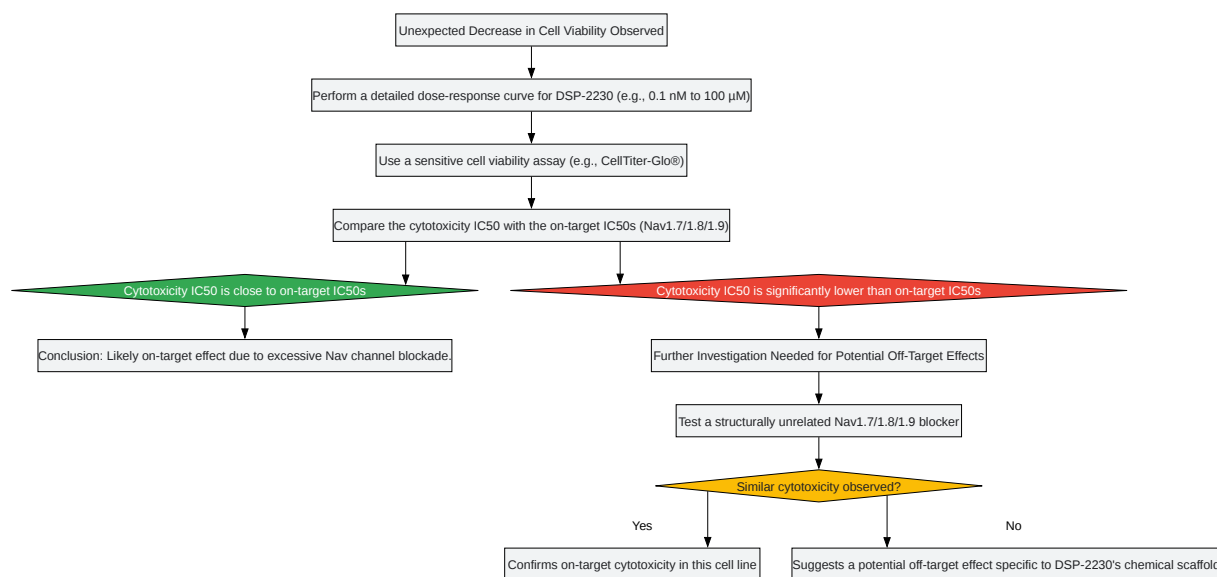 Unexpected Decrease in Cell Viability Observed
Perform a detailed dose-response curve for DSP-2230 (e.g., 0.1 nM to 100 µM)
Use a sensitive cell viability assay (e.g., CellTiter-Glo®)
Compare the cytotoxicity IC50 with the on-target IC50s (Nav1.7/1.8/1.9)
Cytotoxicity IC50 is close to on-target IC50s
Cytotoxicity IC50 is significantly lower than on-target IC50s
Conclusion: Likely on-target effect due to excessive Nav channel blockade.
Further Investigation Needed for Potential Off-Target Effects
Test a structurally unrelated Nav1.7/1.8/1.9 blocker
Similar cytotoxicity observed?
Yes
No
Confirms on-target cytotoxicity in this cell line
Suggests a potential off-target effect specific to DSP-2230's chemical scaffold